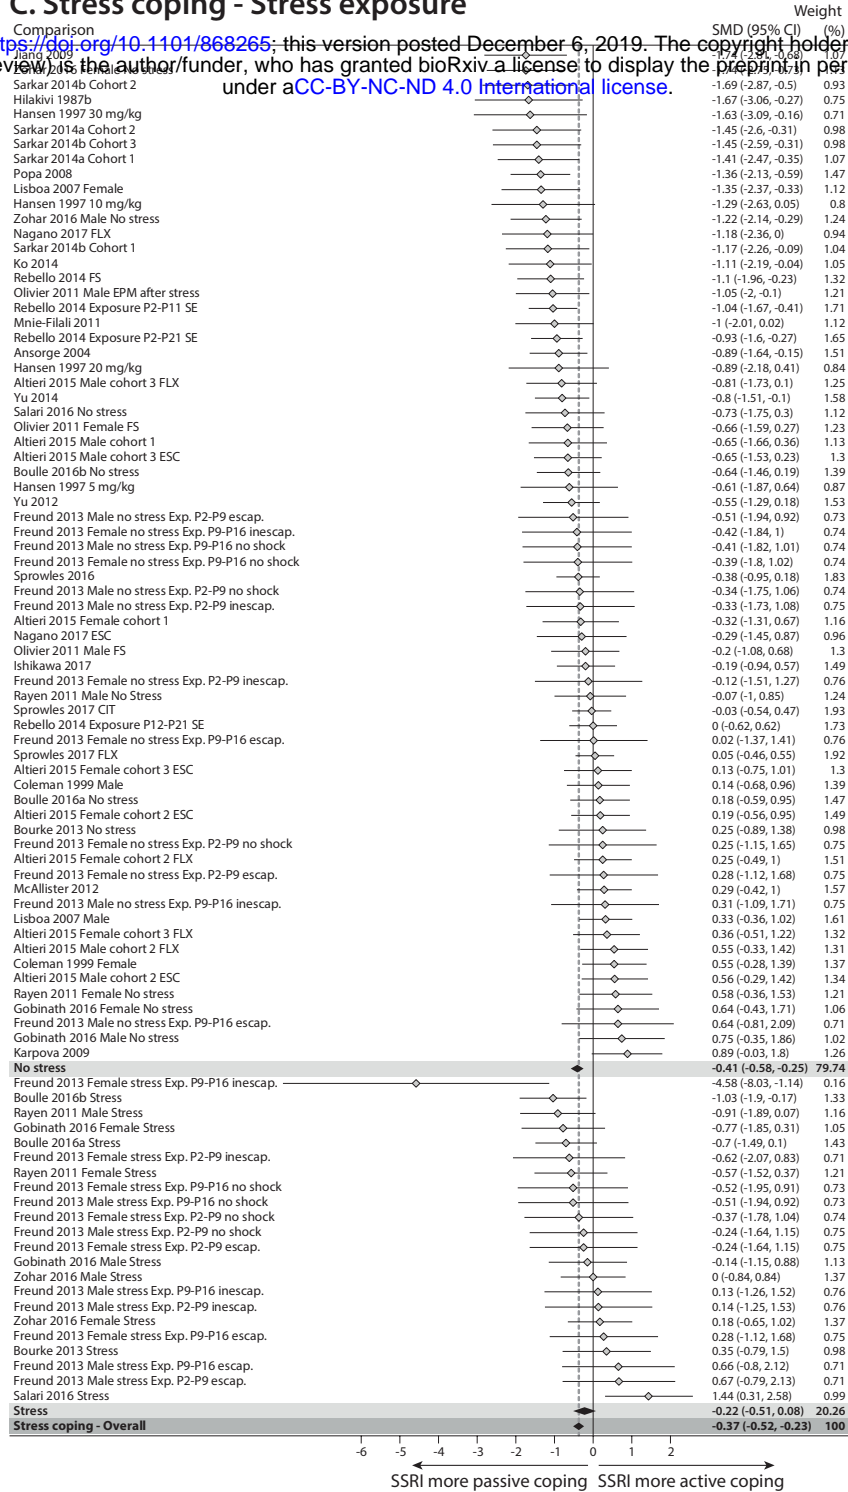 C. Stress coping - Stress exposure
Weight
Comparison SMD (95% CI) (%)
tps://doi.org/10.1101/868265; this version posted December 6, 2019. The copyright holder
Jiang 2009 1.07
eview) is the author/funder, who has granted bioRxiv a license to display the preprint in per
Zohar 2016 Female No stress
Sarkar 2014b Cohort 2 -1.69 (-2.87, -0.5) 0.93
under aCC-BY-NC-ND 4.0 International license.
Hilakivi 1987b -1.67 (-3.06, -0.27) 0.75
Hansen 1997 30 mg/kg -1.63 (-3.09, -0.16) 0.71
Sarkar 2014a Cohort 2 -1.45 (-2.6, -0.31) 0.98
Sarkar 2014b Cohort 3 -1.45 (-2.59, -0.31) 0.98
Sarkar 2014a Cohort 1 -1.41 (-2.47, -0.35) 1.07
Popa 2008 -1.36 (-2.13, -0.59) 1.47
Lisboa 2007 Female -1.35 (-2.37, -0.33) 1.12
Hansen 1997 10 mg/kg -1.29 (-2.63, 0.05) 0.8
Zohar 2016 Male No stress -1.22 (-2.14, -0.29) 1.24
Nagano 2017 FLX -1.18 (-2.36, 0) 0.94
Sarkar 2014b Cohort 1 -1.17 (-2.26, -0.09) 1.04
Ko 2014 -1.11 (-2.19, -0.04) 1.05
Rebello 2014 FS -1.1 (-1.96, -0.23) 1.32
Olivier 2011 Male EPM after stress -1.05 (-2, -0.1) 1.21
Rebello 2014 Exposure P2-P11 SE -1.04 (-1.67, -0.41) 1.71
Mnie-Filali 2011 -1 (-2.01, 0.02) 1.12
Rebello 2014 Exposure P2-P21 SE -0.93 (-1.6, -0.27) 1.65
Ansorge 2004 -0.89 (-1.64, -0.15) 1.51
Hansen 1997 20 mg/kg -0.89 (-2.18, 0.41) 0.84
Altieri 2015 Male cohort 3 FLX -0.81 (-1.73, 0.1) 1.25
Yu 2014 -0.8 (-1.51, -0.1) 1.58
Salari 2016 No stress -0.73 (-1.75, 0.3) 1.12
Olivier 2011 Female FS -0.66 (-1.59, 0.27) 1.23
Altieri 2015 Male cohort 1 -0.65 (-1.66, 0.36) 1.13
Altieri 2015 Male cohort 3 ESC -0.65 (-1.53, 0.23) 1.3
Boulle 2016b No stress -0.64 (-1.46, 0.19) 1.39
Hansen 1997 5 mg/kg -0.61 (-1.87, 0.64) 0.87
Yu 2012 -0.55 (-1.29, 0.18) 1.53
Freund 2013 Male no stress Exp. P2-P9 escap. -0.51 (-1.94, 0.92) 0.73
Freund 2013 Female no stress Exp. P9-P16 inescap. -0.42 (-1.84, 1) 0.74
Freund 2013 Male no stress Exp. P9-P16 no shock -0.41 (-1.82, 1.01) 0.74
Freund 2013 Female no stress Exp. P9-P16 no shock -0.39 (-1.8, 1.02) 0.74
Sprowles 2016 -0.38 (-0.95, 0.18) 1.83
Freund 2013 Male no stress Exp. P2-P9 no shock -0.34 (-1.75, 1.06) 0.74
Freund 2013 Male no stress Exp. P2-P9 inescap. -0.33 (-1.73, 1.08) 0.75
Altieri 2015 Female cohort 1 -0.32 (-1.31, 0.67) 1.16
Nagano 2017 ESC -0.29 (-1.45, 0.87) 0.96
Olivier 2011 Male FS -0.2 (-1.08, 0.68) 1.3
Ishikawa 2017 -0.19 (-0.94, 0.57) 1.49
Freund 2013 Female no stress Exp. P2-P9 inescap. -0.12 (-1.51, 1.27) 0.76
Rayen 2011 Male No Stress -0.07 (-1, 0.85) 1.24
Sprowles 2017 CIT -0.03 (-0.54, 0.47) 1.93
Rebello 2014 Exposure P12-P21 SE 0 (-0.62, 0.62) 1.73
Freund 2013 Female no stress Exp. P9-P16 escap. 0.02 (-1.37, 1.41) 0.76
Sprowles 2017 FLX 0.05 (-0.46, 0.55) 1.92
Altieri 2015 Female cohort 3 ESC 0.13 (-0.75, 1.01) 1.3
Coleman 1999 Male 0.14 (-0.68, 0.96) 1.39
Boulle 2016a No stress 0.18 (-0.59, 0.95) 1.47
Altieri 2015 Female cohort 2 ESC 0.19 (-0.56, 0.95) 1.49
Bourke 2013 No stress 0.25 (-0.89, 1.38) 0.98
Freund 2013 Female no stress Exp. P2-P9 no shock 0.25 (-1.15, 1.65) 0.75
Altieri 2015 Female cohort 2 FLX 0.25 (-0.49, 1) 1.51
Freund 2013 Female no stress Exp. P2-P9 escap. 0.28 (-1.12, 1.68) 0.75
McAllister 2012 0.29 (-0.42, 1) 1.57
Freund 2013 Male no stress Exp. P9-P16 inescap. 0.31 (-1.09, 1.71) 0.75
Lisboa 2007 Male 0.33 (-0.36, 1.02) 1.61
Altieri 2015 Female cohort 3 FLX 0.36 (-0.51, 1.22) 1.32
Altieri 2015 Male cohort 2 FLX 0.55 (-0.33, 1.42) 1.31
Coleman 1999 Female 0.55 (-0.28, 1.39) 1.37
Altieri 2015 Male cohort 2 ESC 0.56 (-0.29, 1.42) 1.34
Rayen 2011 Female No stress 0.58 (-0.36, 1.53) 1.21
Gobinath 2016 Female No stress 0.64 (-0.43, 1.71) 1.06
Freund 2013 Male no stress Exp. P9-P16 escap. 0.64 (-0.81, 2.09) 0.71
Gobinath 2016 Male No stress 0.75 (-0.35, 1.86) 1.02
Karpova 2009 0.89 (-0.03, 1.8) 1.26
No stress -0.41 (-0.58, -0.25) 79.74
Freund 2013 Female stress Exp. P9-P16 inescap. -4.58 (-8.03, -1.14) 0.16
Boulle 2016b Stress -1.03 (-1.9, -0.17) 1.33
Rayen 2011 Male Stress -0.91 (-1.89, 0.07) 1.16
Gobinath 2016 Female Stress -0.77 (-1.85, 0.31) 1.05
Boulle 2016a Stress -0.7 (-1.49, 0.1) 1.43
Freund 2013 Female stress Exp. P2-P9 inescap. -0.62 (-2.07, 0.83) 0.71
Rayen 2011 Female Stress -0.57 (-1.52, 0.37) 1.21
Freund 2013 Female stress Exp. P9-P16 no shock -0.52 (-1.95, 0.91) 0.73
Freund 2013 Male stress Exp. P9-P16 no shock -0.51 (-1.94, 0.92) 0.73
Freund 2013 Female stress Exp. P2-P9 no shock -0.37 (-1.78, 1.04) 0.74
Freund 2013 Male stress Exp. P2-P9 no shock -0.24 (-1.64, 1.15) 0.75
Freund 2013 Female stress Exp. P2-P9 escap. -0.24 (-1.64, 1.15) 0.75
Gobinath 2016 Male Stress -0.14 (-1.15, 0.88) 1.13
Zohar 2016 Male Stress 0 (-0.84, 0.84) 1.37
Freund 2013 Male stress Exp. P9-P16 inescap. 0.13 (-1.26, 1.52) 0.76
Freund 2013 Male stress Exp. P2-P9 inescap. 0.14 (-1.25, 1.53) 0.76
Zohar 2016 Female Stress 0.18 (-0.65, 1.02) 1.37
Freund 2013 Female stress Exp. P9-P16 escap. 0.28 (-1.12, 1.68) 0.75
Bourke 2013 Stress 0.35 (-0.79, 1.5) 0.98
Freund 2013 Male stress Exp. P9-P16 escap. 0.66 (-0.8, 2.12) 0.71
Freund 2013 Male stress Exp. P2-P9 escap. 0.67 (-0.79, 2.13) 0.71
Salari 2016 Stress 1.44 (0.31, 2.58) 0.99
Stress -0.22 (-0.51, 0.08) 20.26
Stress coping - Overall -0.37 (-0.52, -0.23) 100
-6 -5 -4 -3 -2 -1 0 1 2
SSRI more passive coping SSRI more active coping